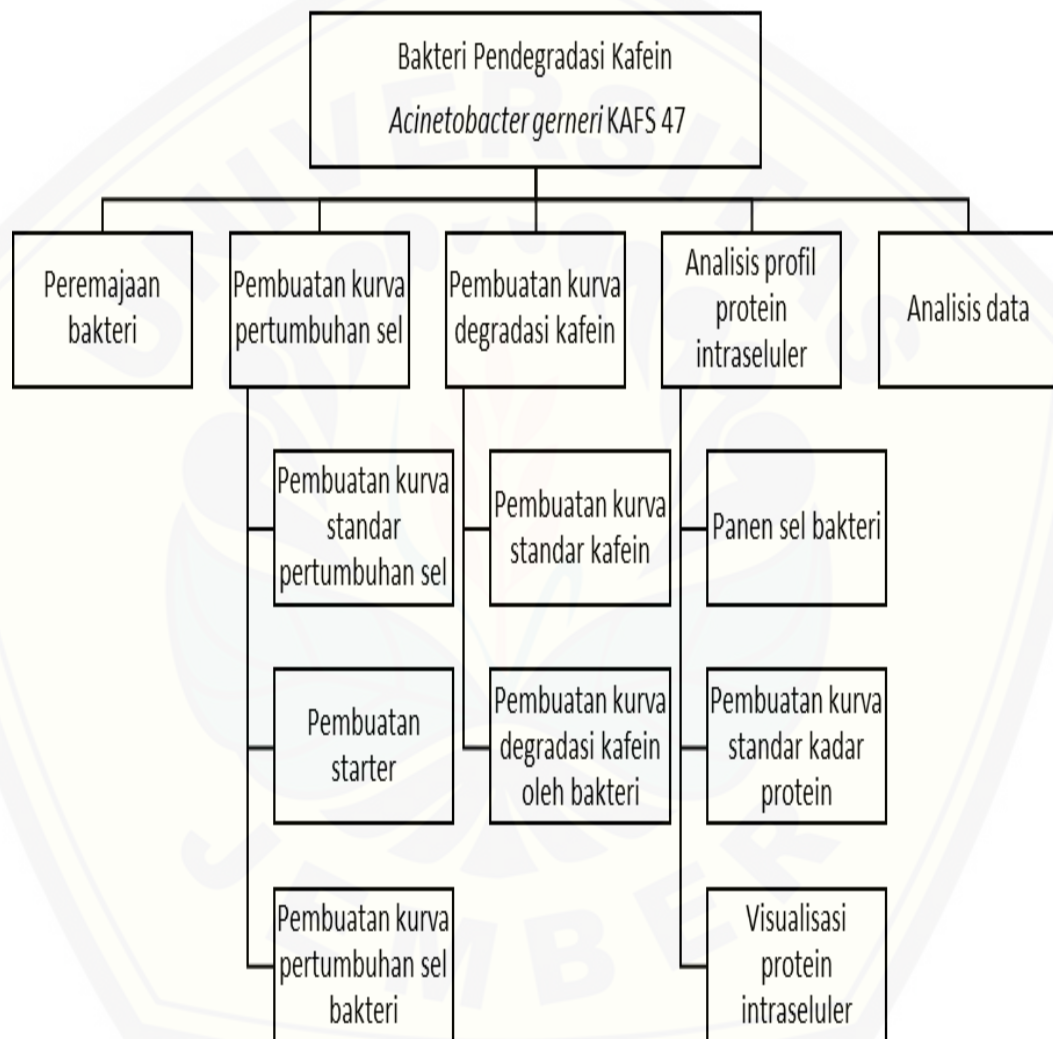 Bakteri Pendegradasi Kafein
Acinetobacter gerneri KAFS 47
Peremajaan
bakteri
Pembuatan kurva
pertumbuhan sel
Pembuatan kurva
degradasi kafein
Analisis profil
protein
intraseluler
Analisis data
Pembuatan kurva
standar
pertumbuhan sel
Pembuatan
starter
Pembuatan kurva
pertumbuhan sel
bakteri
Pembuatan kurva
standar kafein
Pembuatan kurva
degradasi kafein
oleh bakteri
Panen sel bakteri
Pembuatan kurva
standar kadar
protein
Visualisasi
protein
intraseluler
UNIVERSITAS
JEMBER